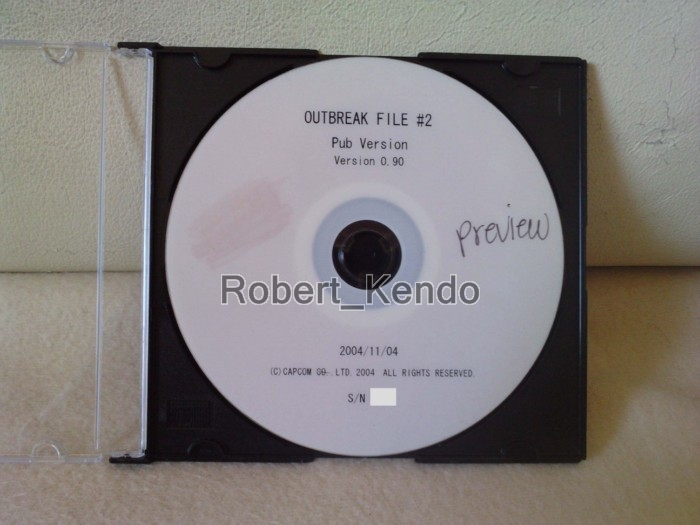 OUTBREAK FILE #2
Pub Version
Version 0.90
preview
Robert_Kendo
2004/11/04
(C)CAPCOM CO.,LTD. 2004 ALL RIGHTS RESERVED.
S/N